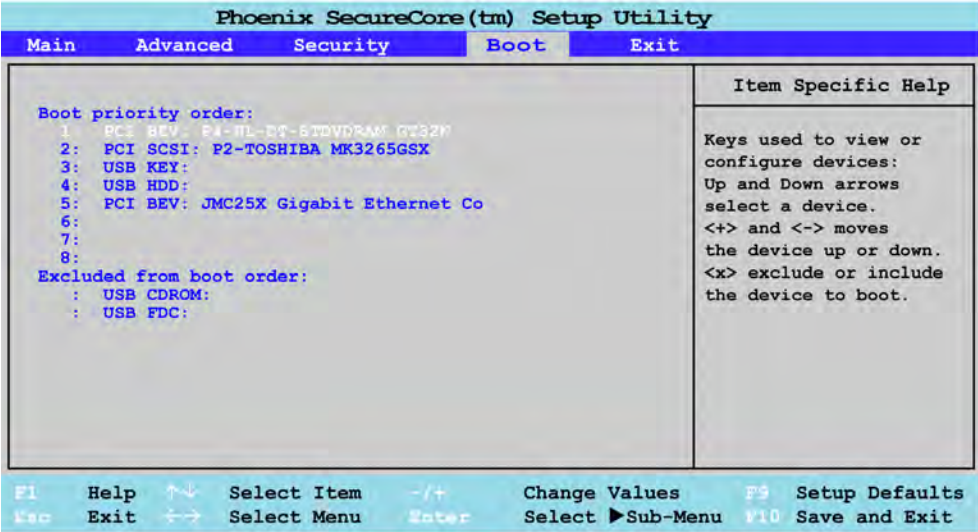 Phoenix SecureCore(tm) Setup Utility
Main Advanced Security Boot Exit
Item Specific Help
Boot priority order:
1: PCI BEV: P4-HL-DT-STDVDRAM GT32N
2: PCI SCSI: P2-TOSHIBA MK3265GSX
3: USB KEY:
4: USB HDD:
5: PCI BEV: JMC25X Gigabit Ethernet Co
6:
7:
8:
Excluded from boot order:
: USB CDROM:
: USB FDC:
Keys used to view or
configure devices:
Up and Down arrows
select a device.
<+> and <-> moves
the device up or down.
<x> exclude or include
the device to boot.
F1 Help ↑↓ Select Item -/+ Change Values F9 Setup Defaults
Esc Exit ←→ Select Menu Enter Select ▶Sub-Menu F10 Save and Exit